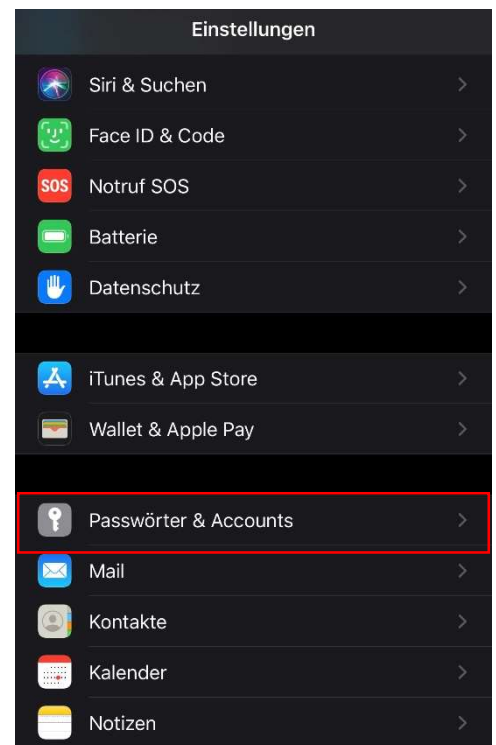 Einstellungen
Siri & Suchen
Face ID & Code
SOS Notruf SOS
Batterie
Datenschutz
iTunes & App Store
Wallet & Apple Pay
Passwörter & Accounts
Mail
Kontakte
Kalender
Notizen